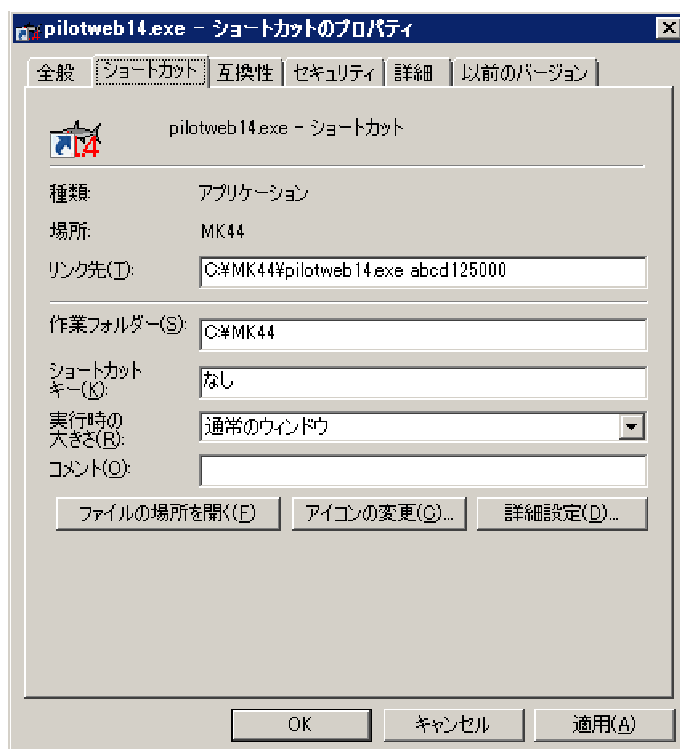 pilotweb14.exe - ショートカットのプロパティ
全般 ショートカット 互換性 セキュリティ 詳細 以前のバージョン
1.4
pilotweb14.exe - ショートカット
種類: アプリケーション
場所: MK44
リンク先(T): C:¥MK44¥pilotweb14.exe abcd125000
作業フォルダー(S): C:¥MK44
ショートカット
キー(K): なし
実行時の
大きさ(R): 通常のウィンドウ
コメント(O):
ファイルの場所を開く(F) アイコンの変更(C)... 詳細設定(D)...
OK キャンセル 適用(A)